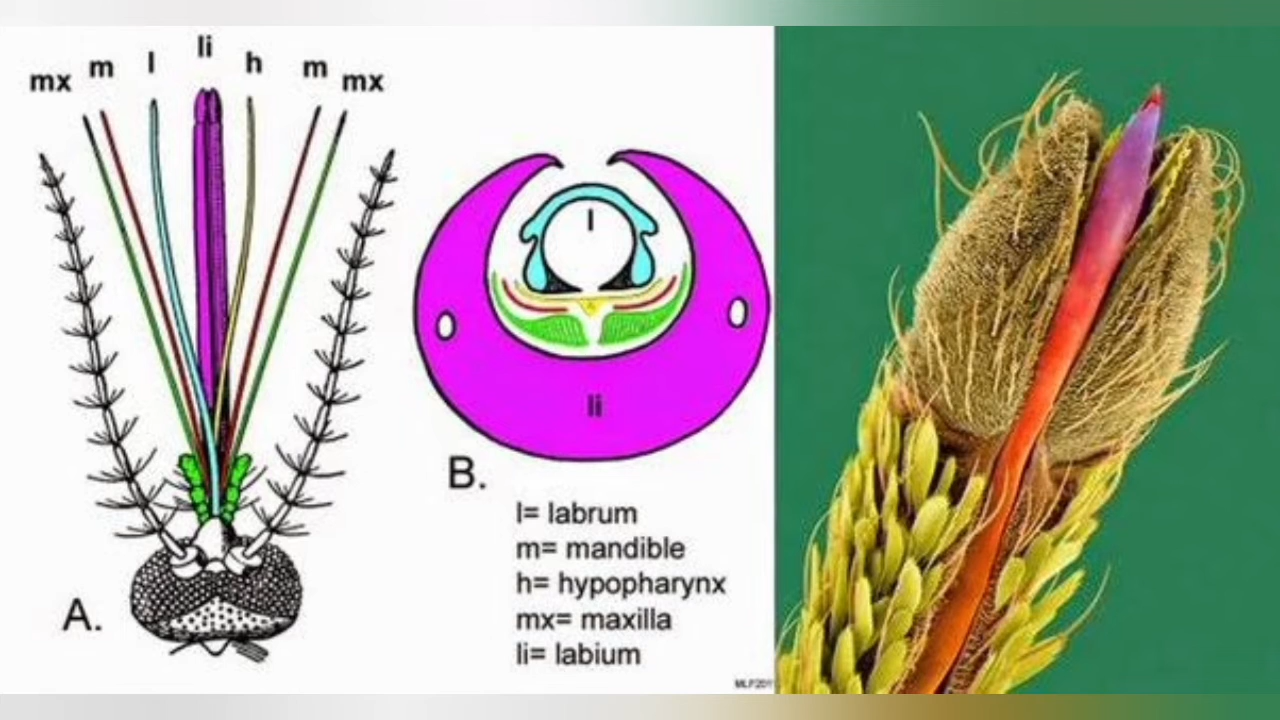 mx m l li h m mx
l
li
A.
B.
l= labrum
m= mandible
h= hypopharynx
mx= maxilla
li= labium